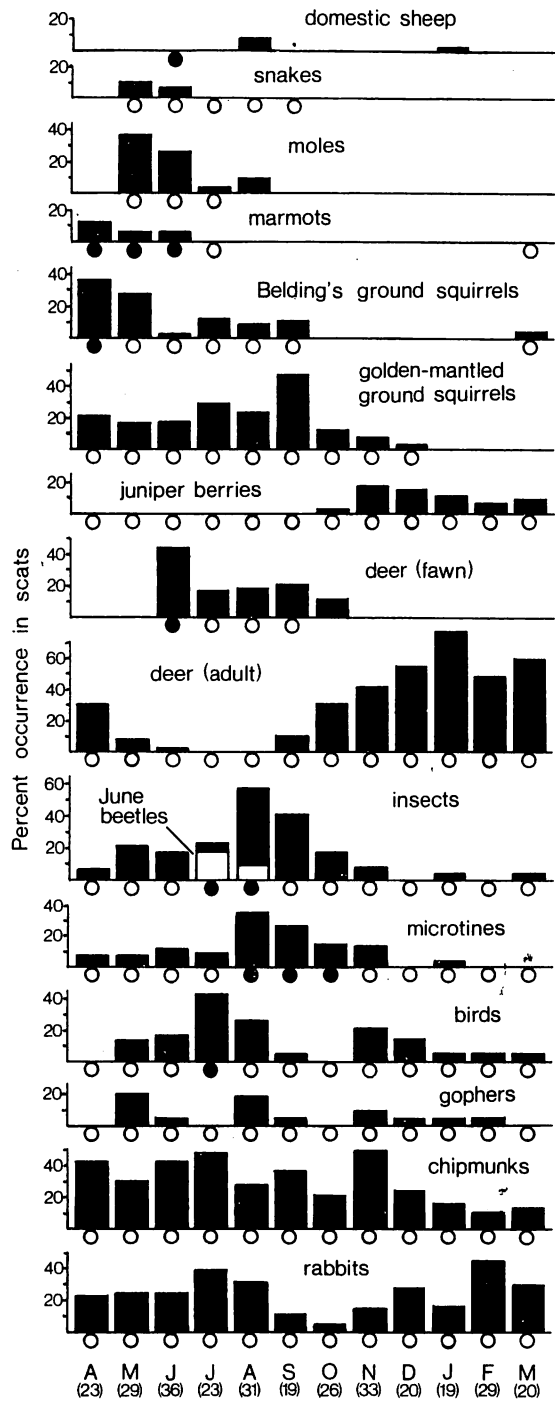 Percent occurrence in scats
20
domestic sheep
20
snakes
40
20
moles
20
marmots
40
20
Belding's ground squirrels
40
20
golden-mantled
ground squirrels
20
juniper berries
40
20
deer (fawn)
60
40
20
deer (adult)
60
40
20
June
beetles
insects
40
20
microtines
40
20
birds
20
gophers
40
20
chipmunks
40
20
rabbits
A M J J A S O N D J F M
(23) (29) (36) (23) (31) (19) (26) (33) (20) (19) (29) (20)